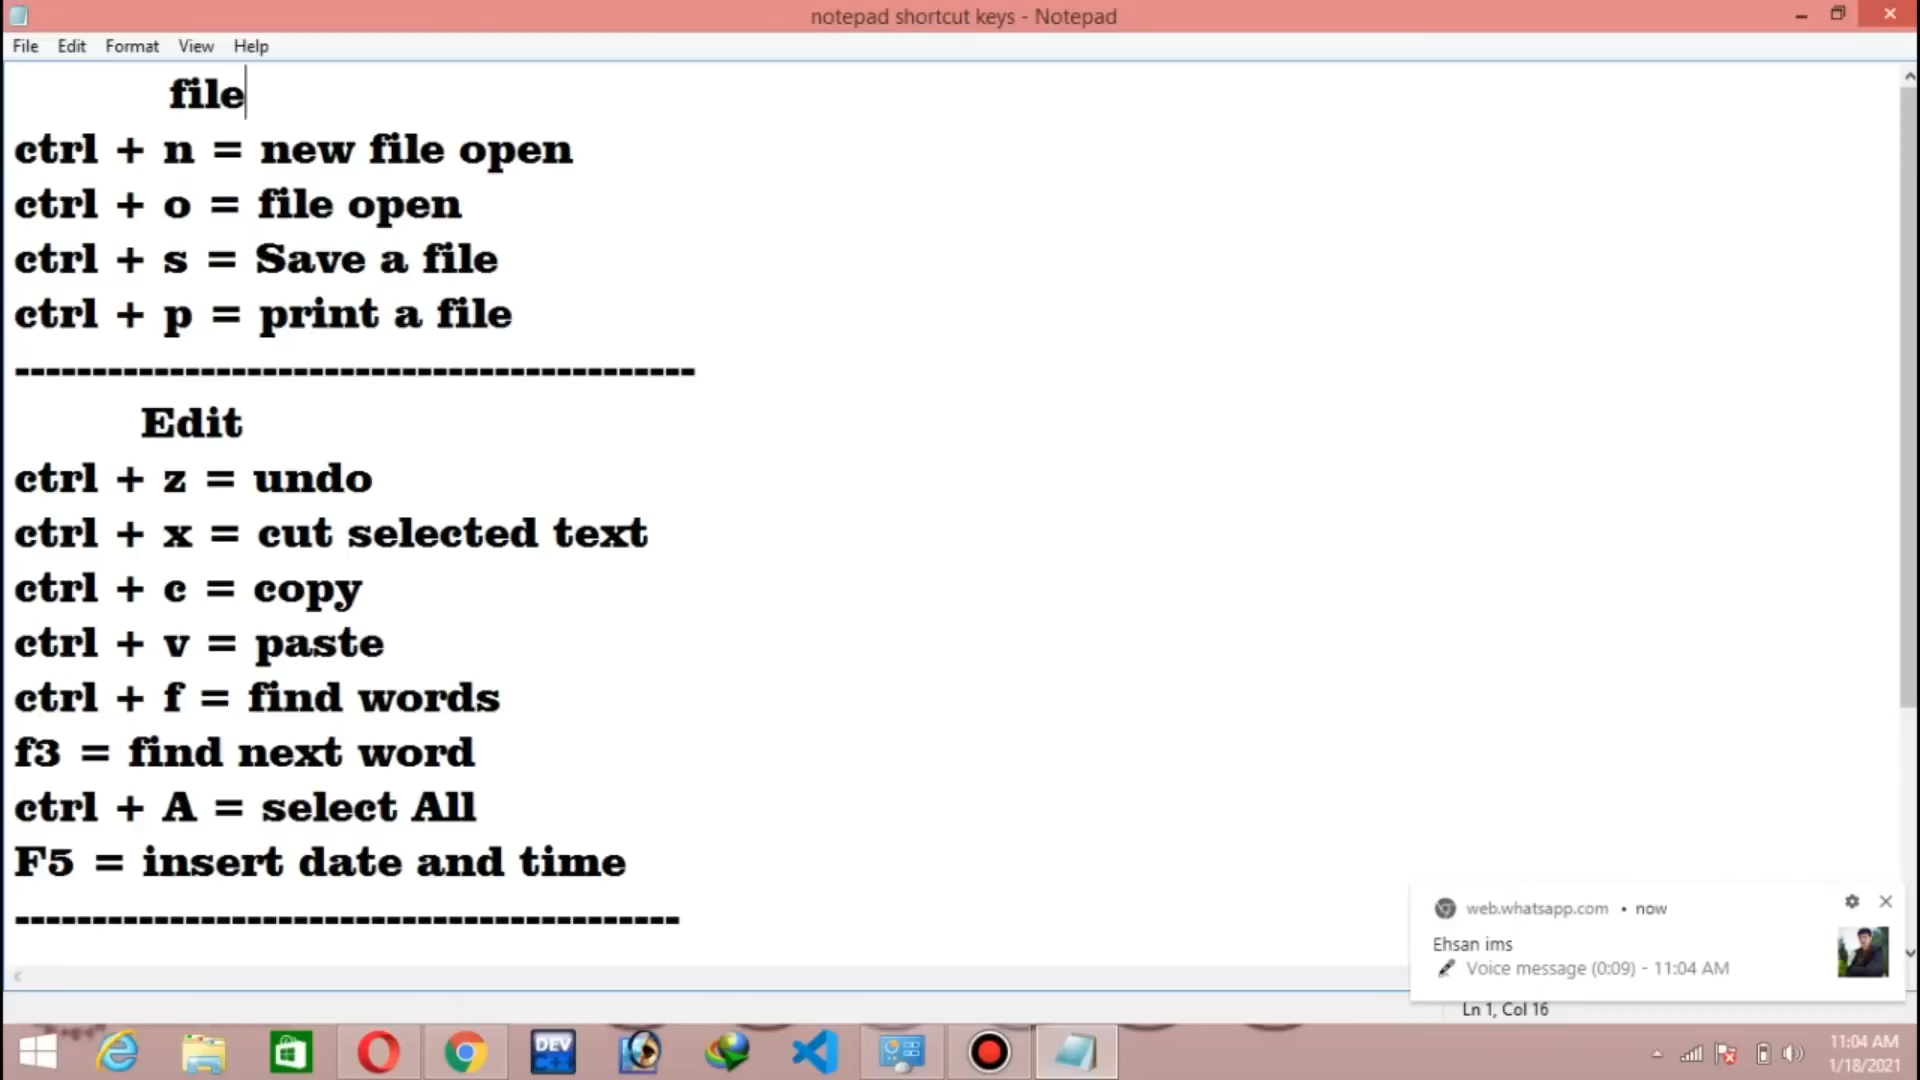 notepad shortcut keys - Notepad
File Edit Format View Help
file
ctrl + n = new file open
ctrl + o = file open
ctrl + s = Save a file
ctrl + p = print a file
--------------------------------------------
Edit
ctrl + z = undo
ctrl + x = cut selected text
ctrl + c = copy
ctrl + v = paste
ctrl + f = find words
f3 = find next word
ctrl + A = select All
F5 = insert date and time
-------------------------------------------
web.whatsapp.com • now
Ehsan ims
Voice message (0:09) - 11:04 AM
Ln 1, Col 16
DEV
C++
11:04 AM
1/18/2021